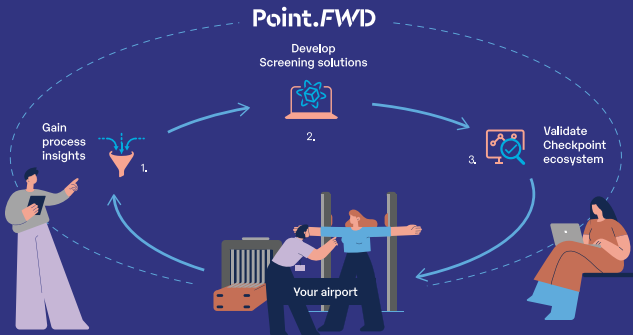 Point.FWD
Develop
Screening solutions
2.
Gain
process
insights
1.
Validate
Checkpoint
ecosystem
3.
Your airport